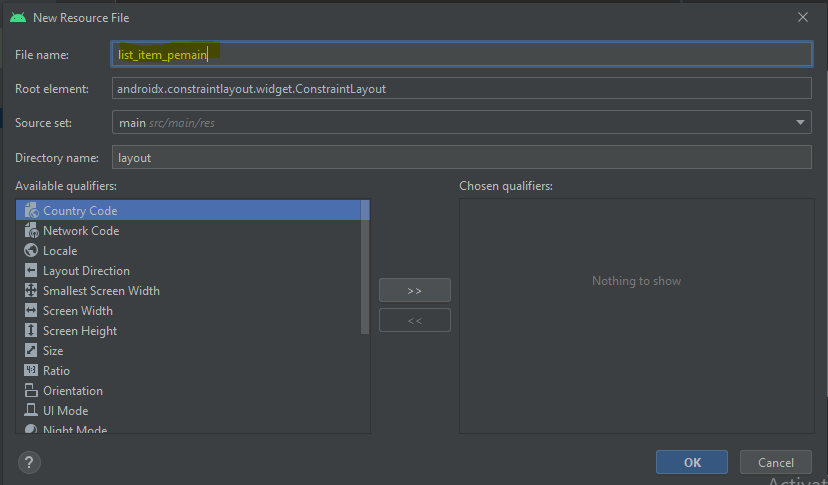 New Resource File
File name: list_item_pemain
Root element: androidx.constraintlayout.widget.ConstraintLayout
Source set: main src/main/res
Directory name: layout
Available qualifiers:
Chosen qualifiers:
Country Code
Network Code
Locale
Layout Direction
Smallest Screen Width
Screen Width
Screen Height
Size
Ratio
Orientation
UI Mode
Night Mode
>>
<<
Nothing to show
?
OK
Cancel